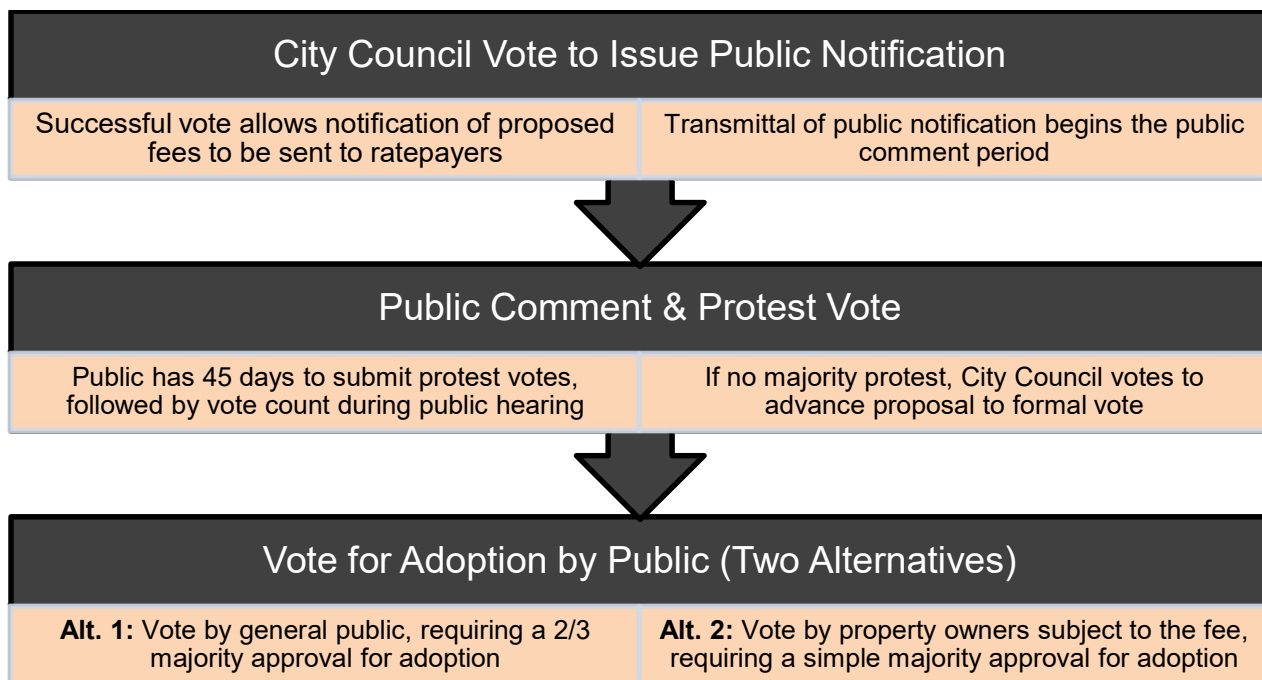 City Council Vote to Issue Public Notification
Successful vote allows notification of proposed
fees to be sent to ratepayers
Transmittal of public notification begins the public
comment period
Public Comment & Protest Vote
Public has 45 days to submit protest votes,
followed by vote count during public hearing
If no majority protest, City Council votes to
advance proposal to formal vote
Vote for Adoption by Public (Two Alternatives)
Alt. 1: Vote by general public, requiring a 2/3
majority approval for adoption
Alt. 2: Vote by property owners subject to the fee,
requiring a simple majority approval for adoption